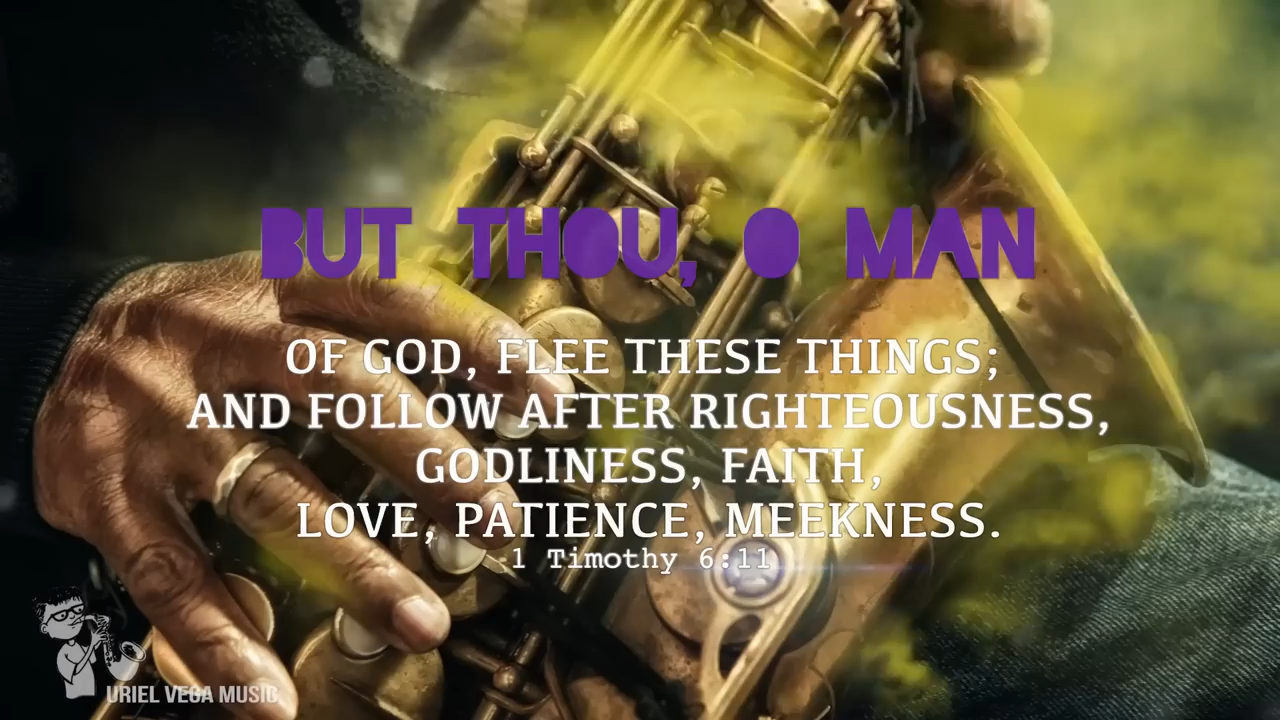 BUT THOU, O MAN
OF GOD, FLEE THESE THINGS;
AND FOLLOW AFTER RIGHTEOUSNESS,
GODLINESS, FAITH,
LOVE, PATIENCE, MEEKNESS.
1 Timothy 6:11
URIEL VEGA MUSIC